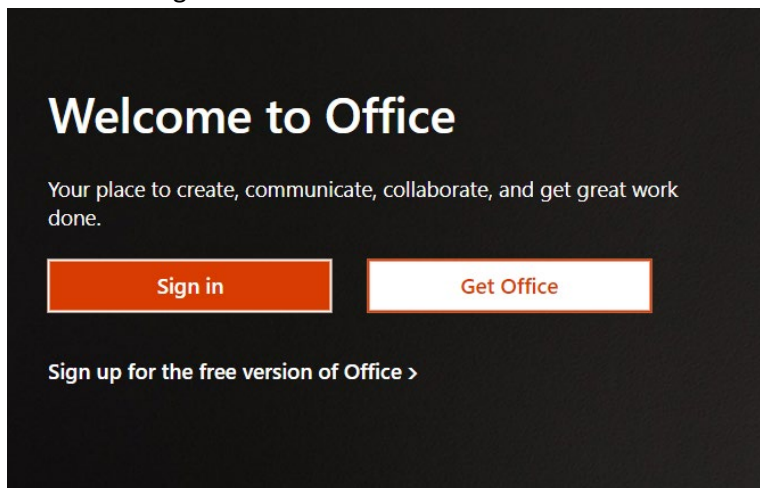 Welcome to Office
Your place to create, communicate, collaborate, and get great work
done.
Sign in
Get Office
Sign up for the free version of Office >